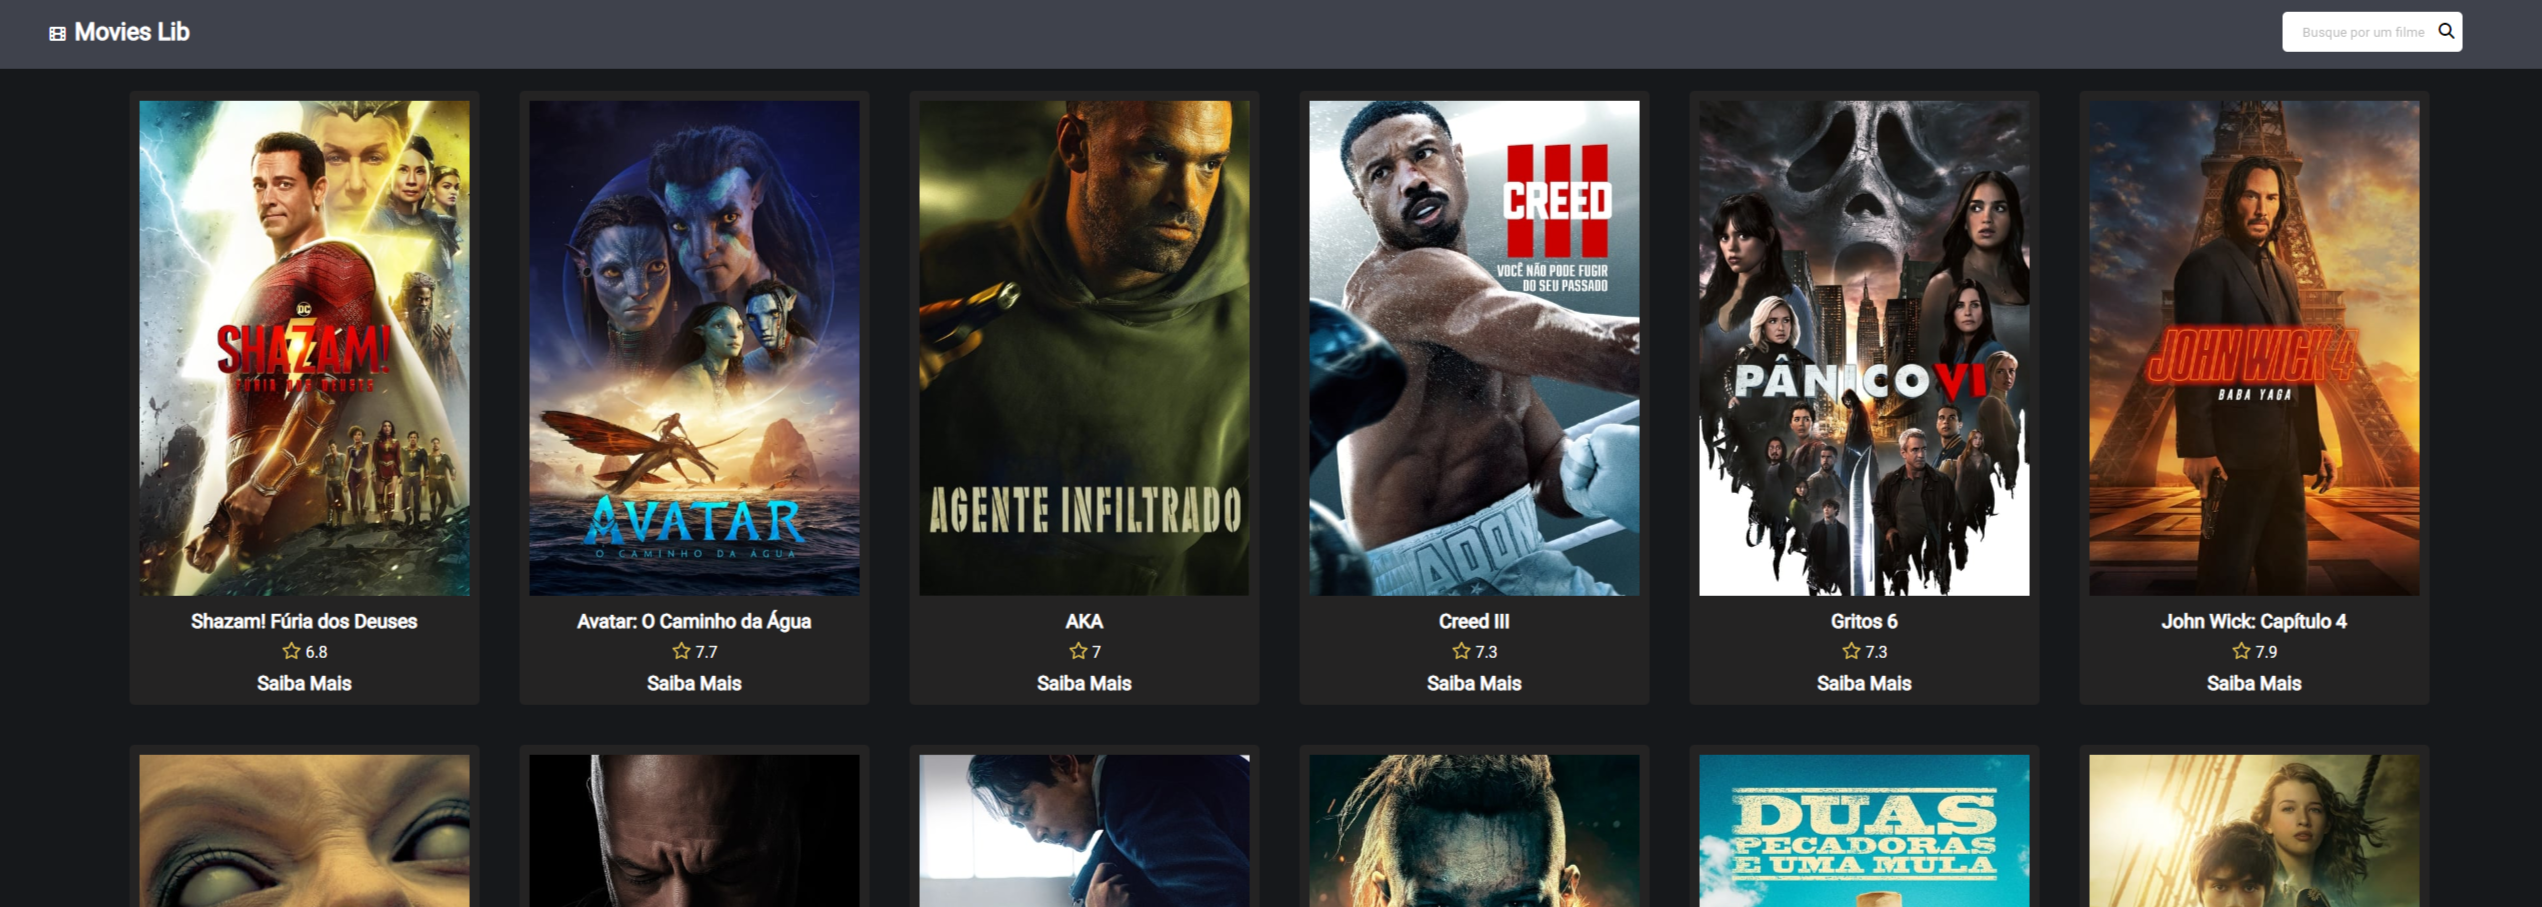 Movies Lib
Busque por um filme
DC
SHAZAM!
FÚRIA DOS DEUSES
AVATAR
O CAMINHO DA ÁGUA
AGENTE INFILTRADO
III
CREED
VOCÊ NÃO PODE FUGIR
DO SEU PASSADO
ADON
PÂNICO VI
JOHN WICK 4
BABA YAGA
Shazam! Fúria dos Deuses
6.8
Saiba Mais
Avatar: O Caminho da Água
7.7
Saiba Mais
AKA
7
Saiba Mais
Creed III
7.3
Saiba Mais
Gritos 6
7.3
Saiba Mais
John Wick: Capítulo 4
7.9
Saiba Mais
DUAS
PECADORAS
E UMA MULA